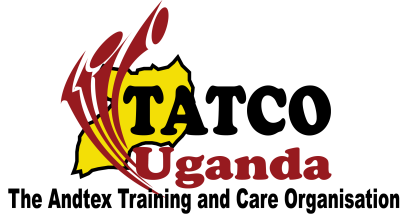 TATCO
Uganda
The Andtex Training and Care Organisation